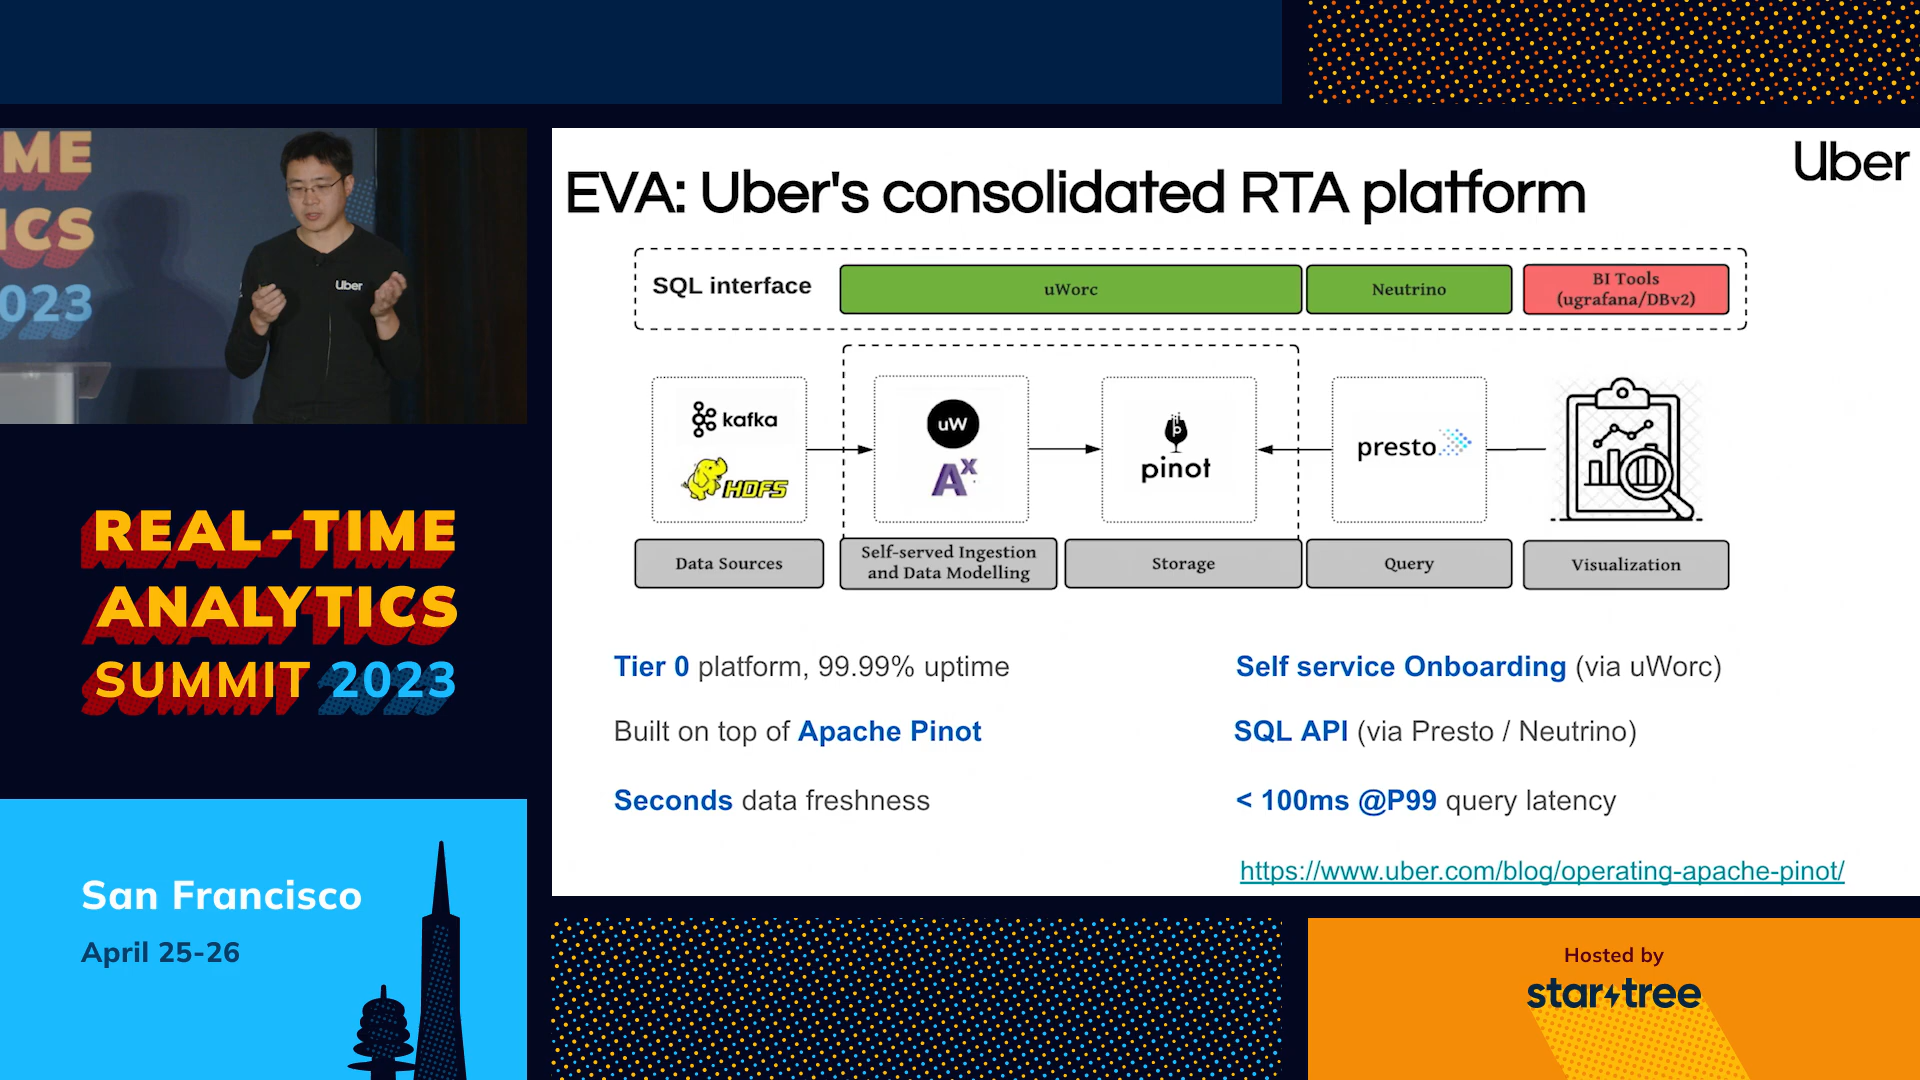 ME
ICS
2023
Uber
EVA: Uber's consolidated RTA platform
Uber
SQL interface
uWorc
Neutrino
BI Tools
(ugrafana/DBv2)
kafka
HDFS
uW
AX
pinot
presto
Data Sources
Self-served Ingestion
and Data Modelling
Storage
Query
Visualization
Tier 0 platform, 99.99% uptime
Self service Onboarding (via uWorc)
Built on top of Apache Pinot
SQL API (via Presto / Neutrino)
Seconds data freshness
< 100ms @P99 query latency
https://www.uber.com/blog/operating-apache-pinot/
REAL-TIME
ANALYTICS
SUMMIT 2023
San Francisco
April 25-26
Hosted by
startree